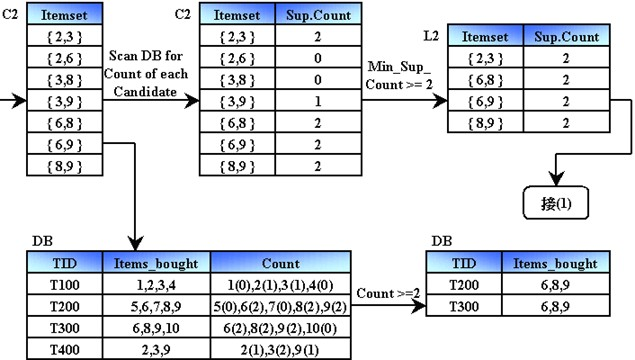 C2
Itemset
{2,3}
{2,6}
{3,8}
{3,9}
{6,8}
{6,9}
{8,9}
Scan DB for
Count of each
Candidate
C2
Itemset Sup.Count
{2,3} 2
{2,6} 0
{3,8} 0
{3,9} 1
{6,8} 2
{6,9} 2
{8,9} 2
Min_Sup_
Count >= 2
L2
Itemset Sup.Count
{2,3} 2
{6,8} 2
{6,9} 2
{8,9} 2
接(1)
DB
TID Items_bought Count
T100 1,2,3,4 1(0),2(1),3(1),4(0)
T200 5,6,7,8,9 5(0),6(2),7(0),8(2),9(2)
T300 6,8,9,10 6(2),8(2),9(2),10(0)
T400 2,3,9 2(1),3(2),9(1)
Count >=2
DB
TID Items_bought
T200 6,8,9
T300 6,8,9